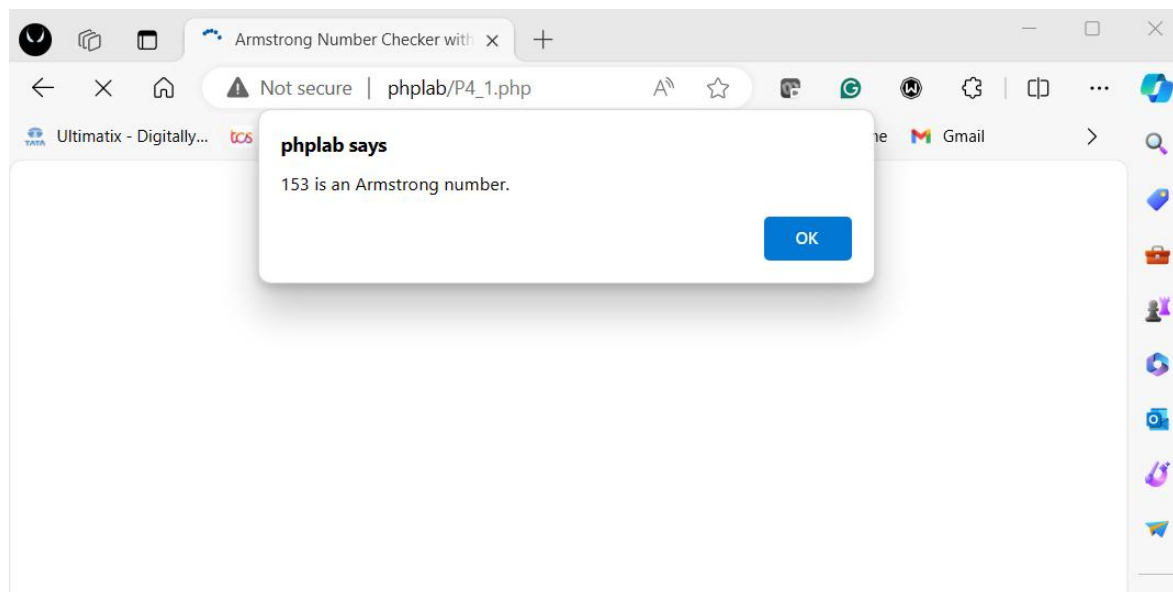 Armstrong Number Checker with
Not secure | phplab/P4_1.php
Ultimatix - Digitally... tcs Gmail
phplab says
153 is an Armstrong number.
OK